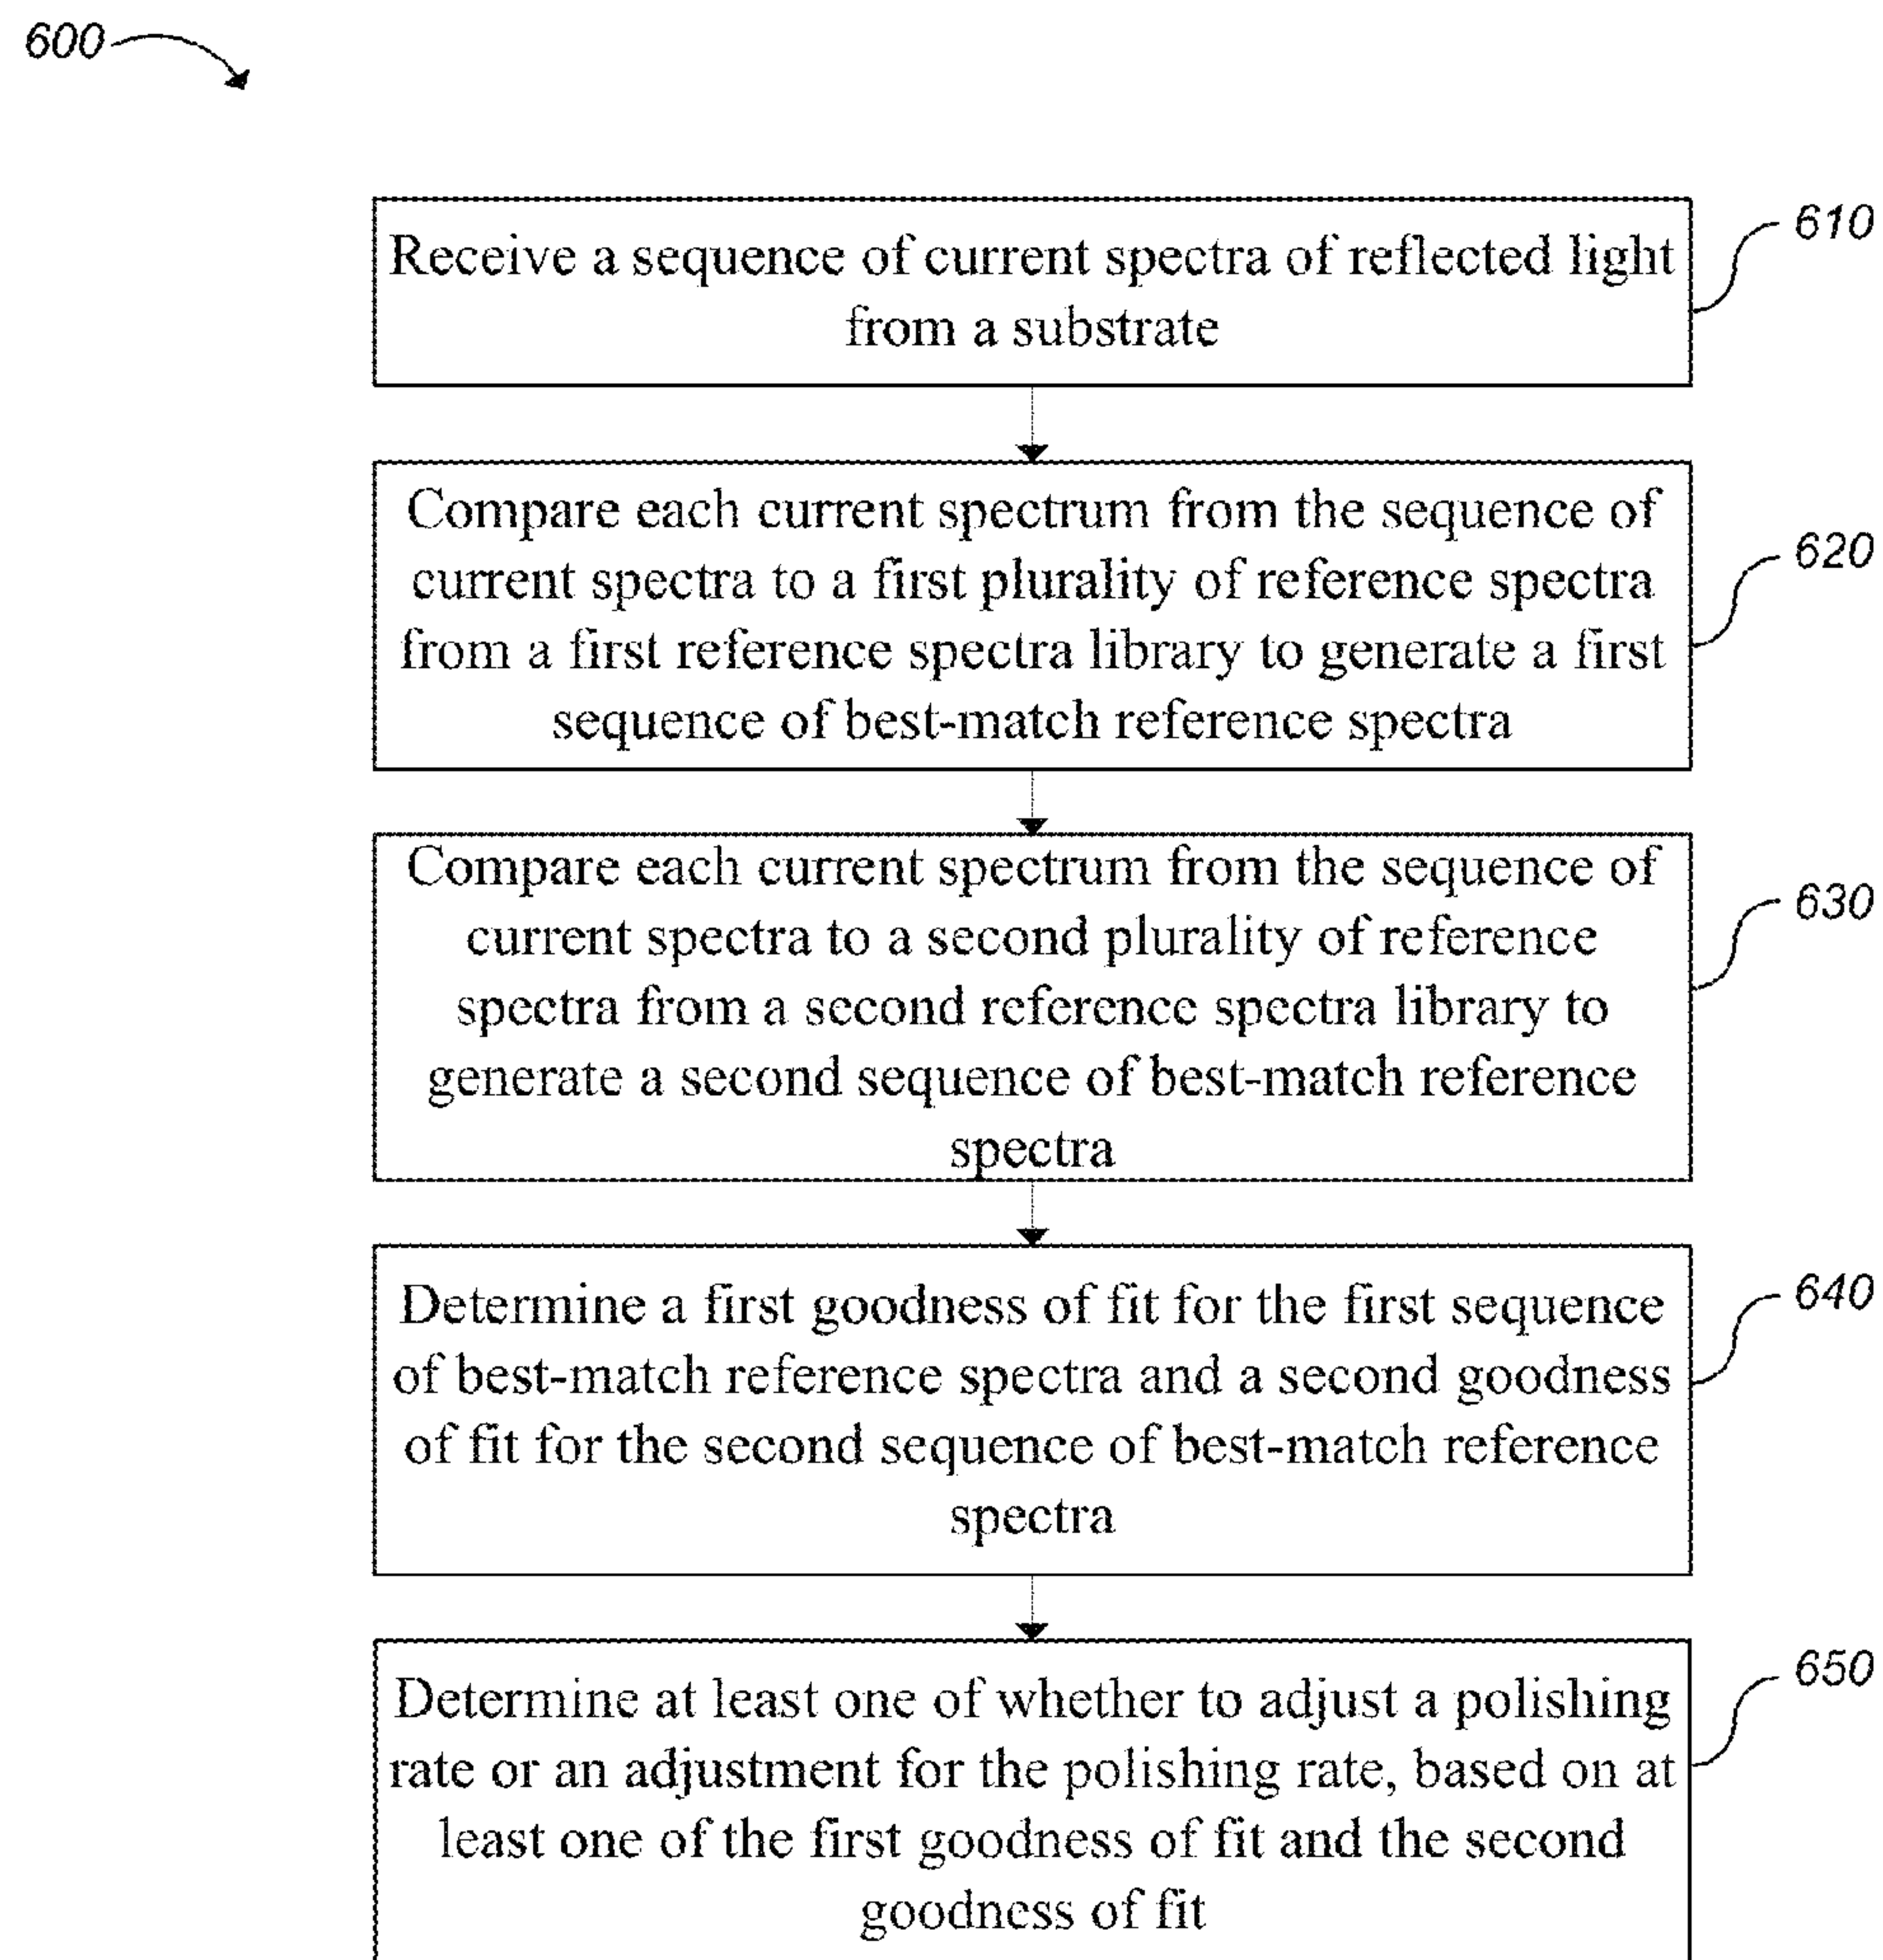 600
610
Receive a sequence of current spectra of reflected light
from a substrate
620
Compare each current spectrum from the sequence of
current spectra to a first plurality of reference spectra
from a first reference spectra library to generate a first
sequence of best-match reference spectra
630
Compare each current spectrum from the sequence of
current spectra to a second plurality of reference
spectra from a second reference spectra library to
generate a second sequence of best-match reference
spectra
640
Determine a first goodness of fit for the first sequence
of best-match reference spectra and a second goodness
of fit for the second sequence of best-match reference
spectra
650
Determine at least one of whether to adjust a polishing
rate or an adjustment for the polishing rate, based on at
least one of the first goodness of fit and the second
goodness of fit